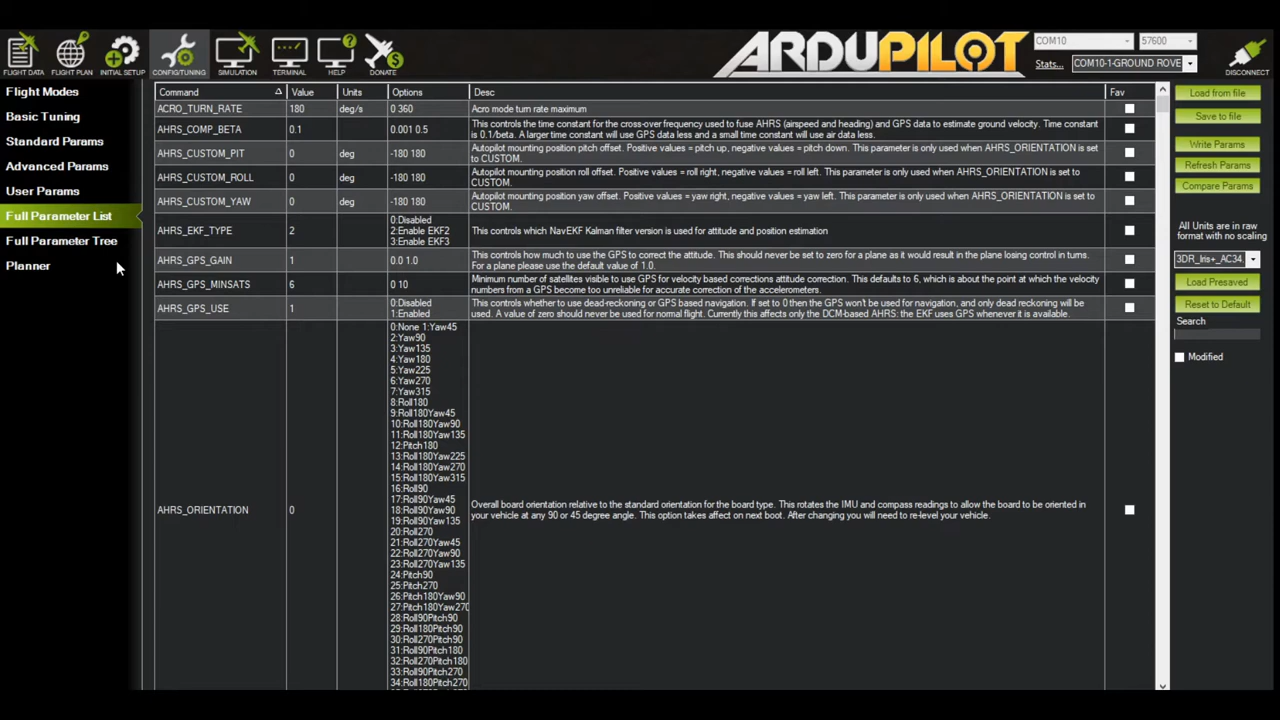 FLIGHT DATA
FLIGHT PLAN
INITIAL SETUP
CONFIG/TUNING
SIMULATION
TERMINAL
HELP
DONATE
ARDUPILOT
COM10
57600
Stats...
COM10-1-GROUND ROVE
DISCONNECT
Flight Modes
Basic Tuning
Standard Params
Advanced Params
User Params
Full Parameter List
Full Parameter Tree
Planner
Command Value Units Options Desc Fav
ACRO_TURN_RATE 180 deg/s 0 360 Acro mode turn rate maximum
AHRS_COMP_BETA 0.1 0.001 0.5
This controls the time constant for the cross-over frequency used to fuse AHRS (airspeed and heading) and GPS data to estimate ground velocity. Time constant
is 0.1/beta. A larger time constant will use GPS data less and a small time constant will use air data less.
AHRS_CUSTOM_PIT 0 deg -180 180
Autopilot mounting position pitch offset. Positive values = pitch up, negative values = pitch down. This parameter is only used when AHRS_ORIENTATION is set
to CUSTOM.
AHRS_CUSTOM_ROLL 0 deg -180 180
Autopilot mounting position roll offset. Positive values = roll right, negative values = roll left. This parameter is only used when AHRS_ORIENTATION is set to
CUSTOM.
AHRS_CUSTOM_YAW 0 deg -180 180
Autopilot mounting position yaw offset. Positive values = yaw right, negative values = yaw left. This parameter is only used when AHRS_ORIENTATION is set to
CUSTOM.
AHRS_EKF_TYPE 2
0:Disabled
2:Enable EKF2
3:Enable EKF3
This controls which NavEKF Kalman filter version is used for attitude and position estimation
AHRS_GPS_GAIN 1 0.0 1.0
This controls how much to use the GPS to correct the attitude. This should never be set to zero for a plane as it would result in the plane losing control in turns.
For a plane please use the default value of 1.0.
AHRS_GPS_MINSATS 6 0 10
Minimum number of satellites visible to use GPS for velocity based corrections attitude correction. This defaults to 6, which is about the point at which the velocity
numbers from a GPS become too unreliable for accurate correction of the accelerometers.
AHRS_GPS_USE 1
0:Disabled
1:Enabled
This controls whether to use dead-reckoning or GPS based navigation. If set to 0 then the GPS won't be used for navigation, and only dead reckoning will be
used. A value of zero should never be used for normal flight. Currently this affects only the DCM-based AHRS: the EKF uses GPS whenever it is available.
AHRS_ORIENTATION 0
0:None 1:Yaw45
2:Yaw90
3:Yaw135
4:Yaw180
5:Yaw225
6:Yaw270
7:Yaw315
8:Roll180
9:Roll180Yaw45
10:Roll180Yaw90
11:Roll180Yaw135
12:Pitch180
13:Roll180Yaw225
14:Roll180Yaw270
15:Roll180Yaw315
16:Roll90
17:Roll90Yaw45
18:Roll90Yaw90
19:Roll90Yaw135
20:Roll270
21:Roll270Yaw45
22:Roll270Yaw90
23:Roll270Yaw135
24:Pitch90
25:Pitch270
26:Pitch180Yaw90
27:Pitch180Yaw270
28:Roll90Pitch90
29:Roll180Pitch90
30:Roll270Pitch90
31:Roll90Pitch180
32:Roll270Pitch180
33:Roll90Pitch270
34:Roll180Pitch270
Overall board orientation relative to the standard orientation for the board type. This rotates the IMU and compass readings to allow the board to be oriented in
your vehicle at any 90 or 45 degree angle. This option takes affect on next boot. After changing you will need to re-level your vehicle.
Load from file
Save to file
Write Params
Refresh Params
Compare Params
All Units are in raw
format with no scaling
3DR_Iris+_AC34.
Load Presaved
Reset to Default
Search
Modified